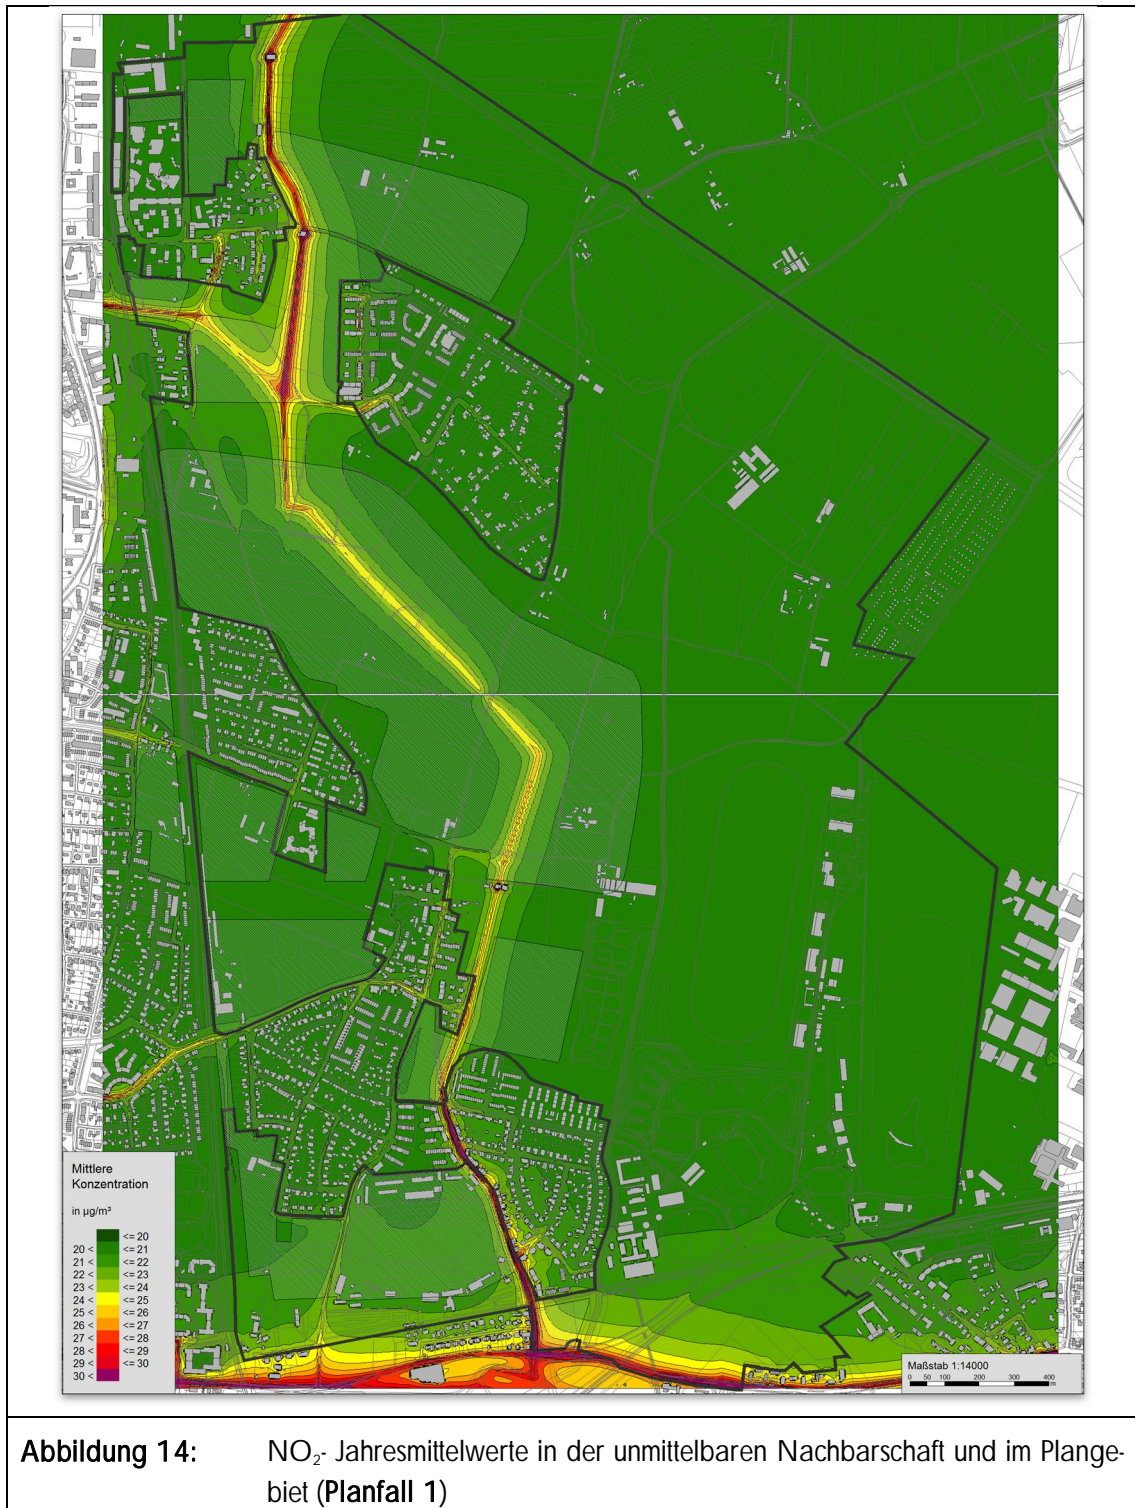 Mittlere
Konzentration
in µg/m³
<= 20
20 < <= 21
21 < <= 22
22 < <= 23
23 < <= 24
24 < <= 25
25 < <= 26
26 < <= 27
27 < <= 28
28 < <= 29
29 < <= 30
30 <
Maßstab 1:14000
0 50 100 200 300 400
m
Abbildung 14: NO₂- Jahresmittelwerte in der unmittelbaren Nachbarschaft und im Plange-
biet (Planfall 1)